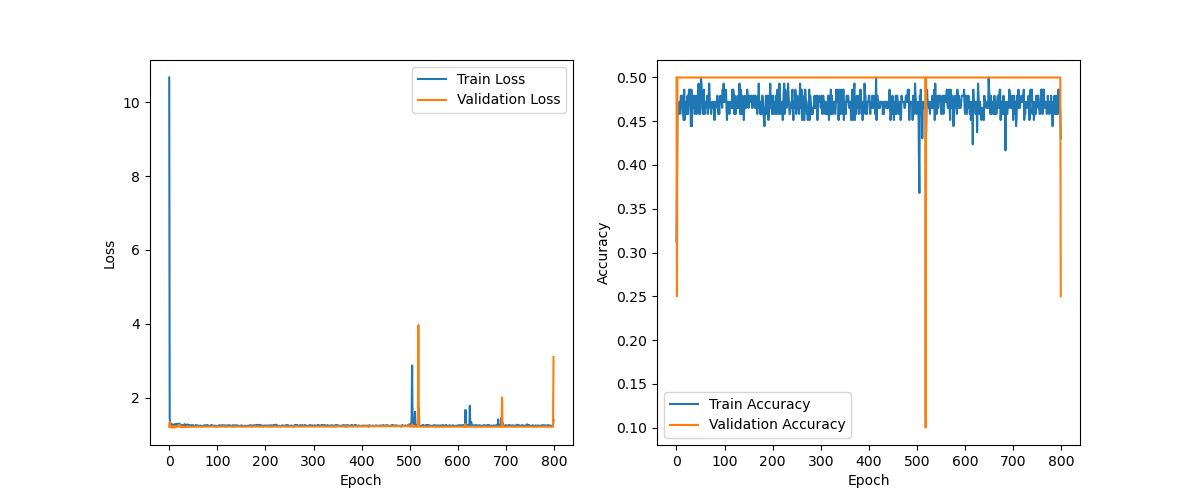 10
8
6
4
2
Loss
0 100 200 300 400 500 600 700 800
Epoch
Train Loss
Validation Loss
0.50
0.45
0.40
0.35
0.30
0.25
0.20
0.15
0.10
Accuracy
0 100 200 300 400 500 600 700 800
Epoch
Train Accuracy
Validation Accuracy